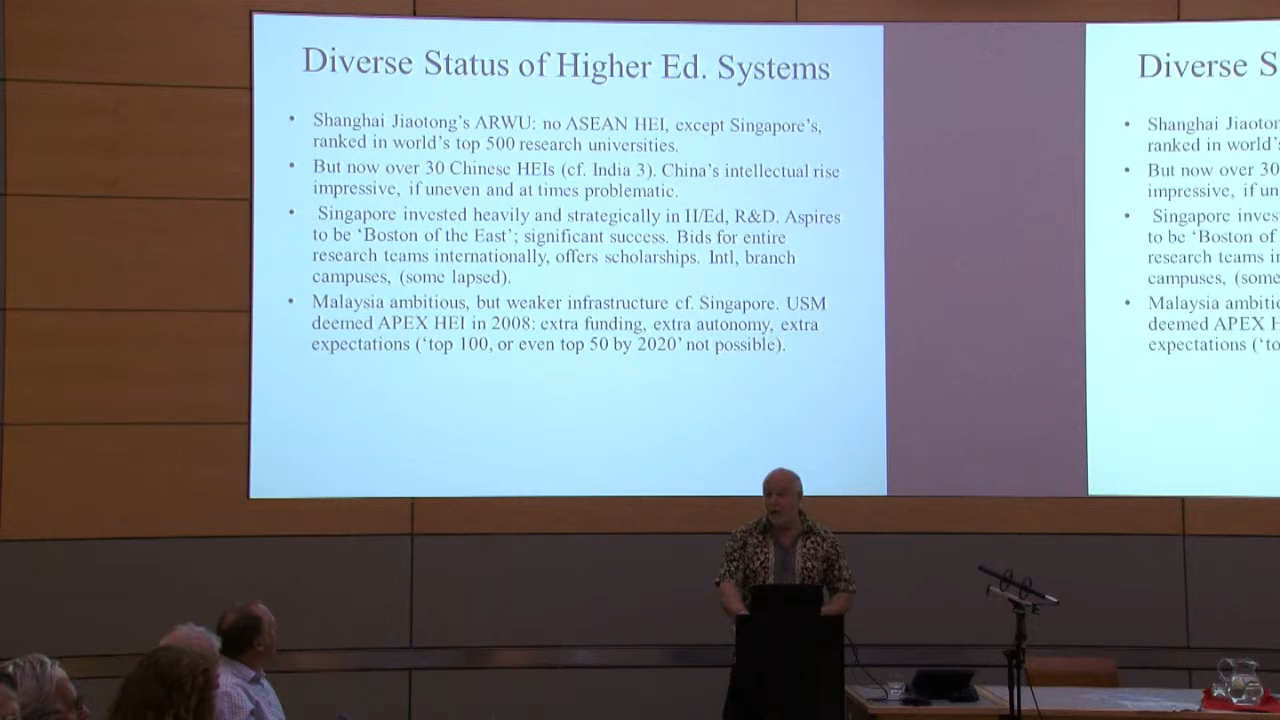 Diverse Status of Higher Ed. Systems
• Shanghai Jiaotong's ARWU: no ASEAN HEI, except Singapore's,
ranked in world's top 500 research universities.
• But now over 30 Chinese HEIs (cf. India 3). China's intellectual rise
impressive, if uneven and at times problematic.
• Singapore invested heavily and strategically in H/Ed, R&D. Aspires
to be 'Boston of the East'; significant success. Bids for entire
research teams internationally, offers scholarships. Intl, branch
campuses, (some lapsed).
• Malaysia ambitious, but weaker infrastructure cf. Singapore. USM
deemed APEX HEI in 2008: extra funding, extra autonomy, extra
expectations ('top 100, or even top 50 by 2020' not possible).
Diverse S
• Shanghai Jiaoton
ranked in world's
• But now over 30
impressive, if un
• Singapore inves
to be 'Boston of
research teams in
campuses, (some
• Malaysia ambitio
deemed APEX H
expectations ('to